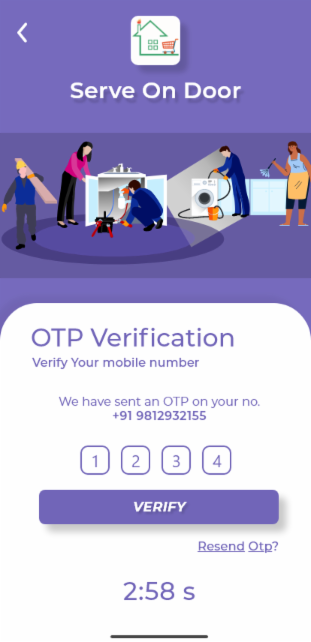 Serve On Door
OTP Verification
Verify Your mobile number
We have sent an OTP on your no.
+91 9812932155
1 2 3 4
VERIFY
Resend Otp?
2:58 s